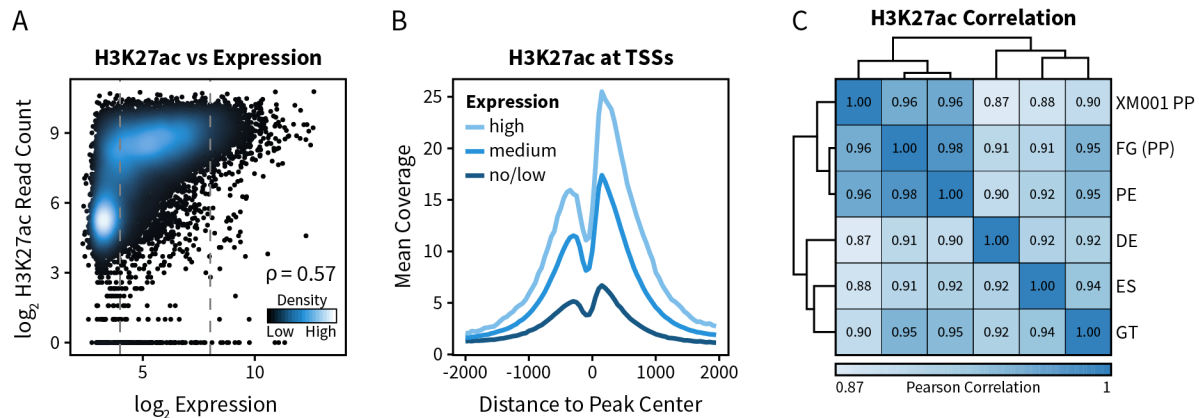 A
H3K27ac vs Expression
log2 H3K27ac Read Count
9
6
3
0
5
10
log2 Expression
ρ = 0.57
Density
Low High
B
H3K27ac at TSSs
Mean Coverage
25
20
15
10
5
0
Expression
high
medium
no/low
-2000 -1000 0 1000 2000
Distance to Peak Center
C
H3K27ac Correlation
1.00 0.96 0.96 0.87 0.88 0.90 XM001 PP
0.96 1.00 0.98 0.91 0.91 0.95 FG (PP)
0.96 0.98 1.00 0.90 0.92 0.95 PE
0.87 0.91 0.90 1.00 0.92 0.92 DE
0.88 0.91 0.92 0.92 1.00 0.94 ES
0.90 0.95 0.95 0.92 0.94 1.00 GT
0.87 Pearson Correlation 1